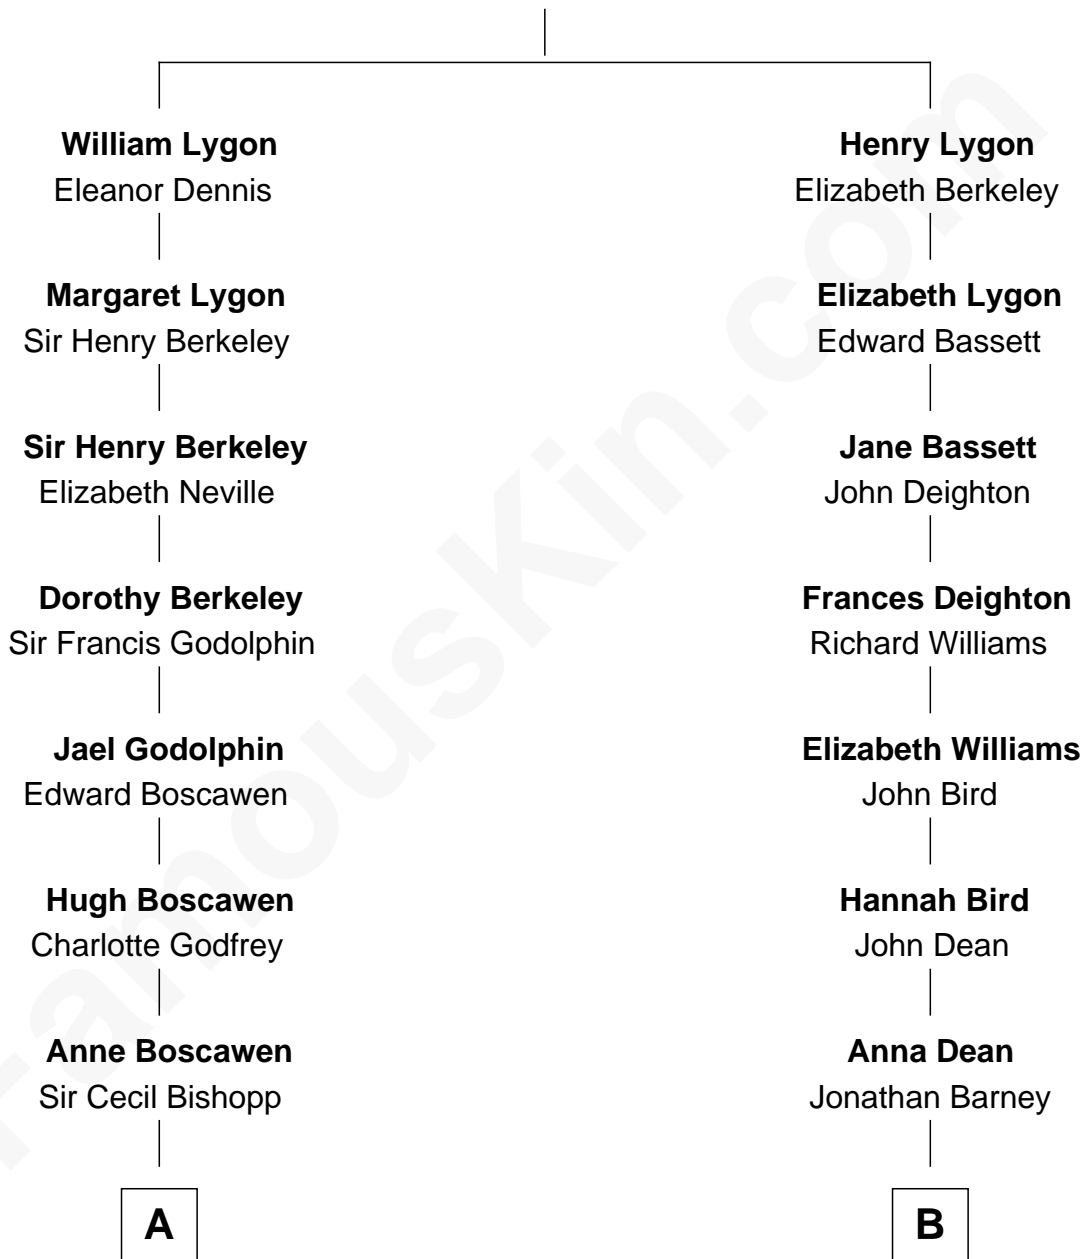 William Lygon
Eleanor Dennis
Margaret Lygon
Sir Henry Berkeley
Sir Henry Berkeley
Elizabeth Neville
Dorothy Berkeley
Sir Francis Godolphin
Jael Godolphin
Edward Boscawen
Hugh Boscawen
Charlotte Godfrey
Anne Boscawen
Sir Cecil Bishopp
A
Henry Lygon
Elizabeth Berkeley
Elizabeth Lygon
Edward Bassett
Jane Bassett
John Deighton
Frances Deighton
Richard Williams
Elizabeth Williams
John Bird
Hannah Bird
John Dean
Anna Dean
Jonathan Barney
B
FamousKin.com